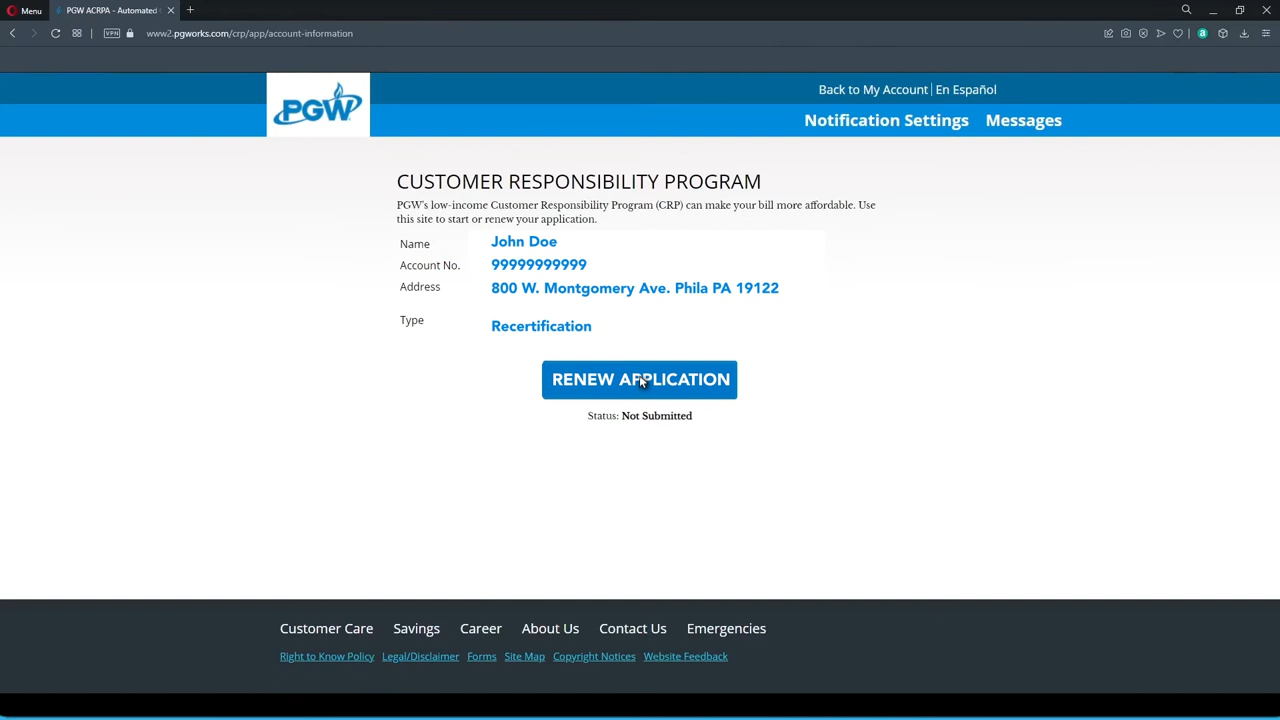 Menu
PGW ACRPA - Automated
VPN
www2.pgworks.com/crp/app/account-information
a
PGW
Back to My Account | En Español
Notification Settings Messages
CUSTOMER RESPONSIBILITY PROGRAM
PGW's low-income Customer Responsibility Program (CRP) can make your bill more affordable. Use
this site to start or renew your application.
Name John Doe
Account No. 99999999999
Address 800 W. Montgomery Ave. Phila PA 19122
Type Recertification
RENEW APPLICATION
Status: Not Submitted
Customer Care Savings Career About Us Contact Us Emergencies
Right to Know Policy Legal/Disclaimer Forms Site Map Copyright Notices Website Feedback